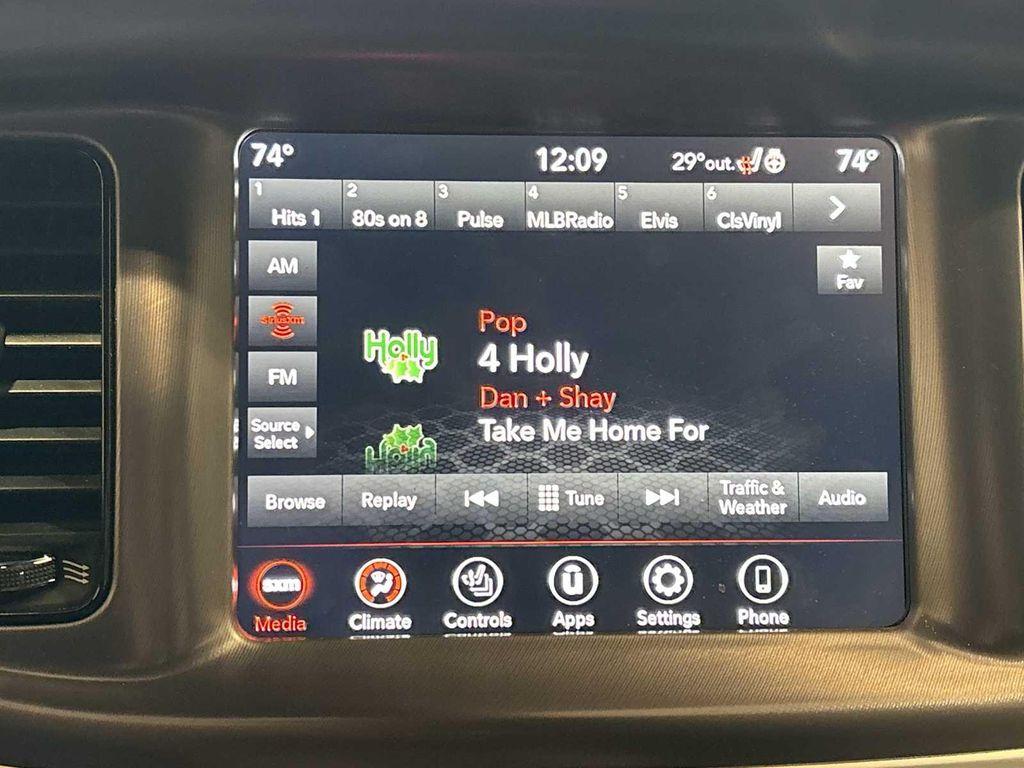 74° 12:09 29°out. 74°
1 2 3 4 5 6
Hits 1 80s on 8 Pulse MLBRadio Elvis ClsVinyl
AM
Fav
siriusxm
Pop
Holly
4 Holly
FM
Dan + Shay
Source
Select
Take Me Home For
Browse Replay Tune Traffic &
Weather Audio
sxm
Media Climate Controls Apps Settings Phone